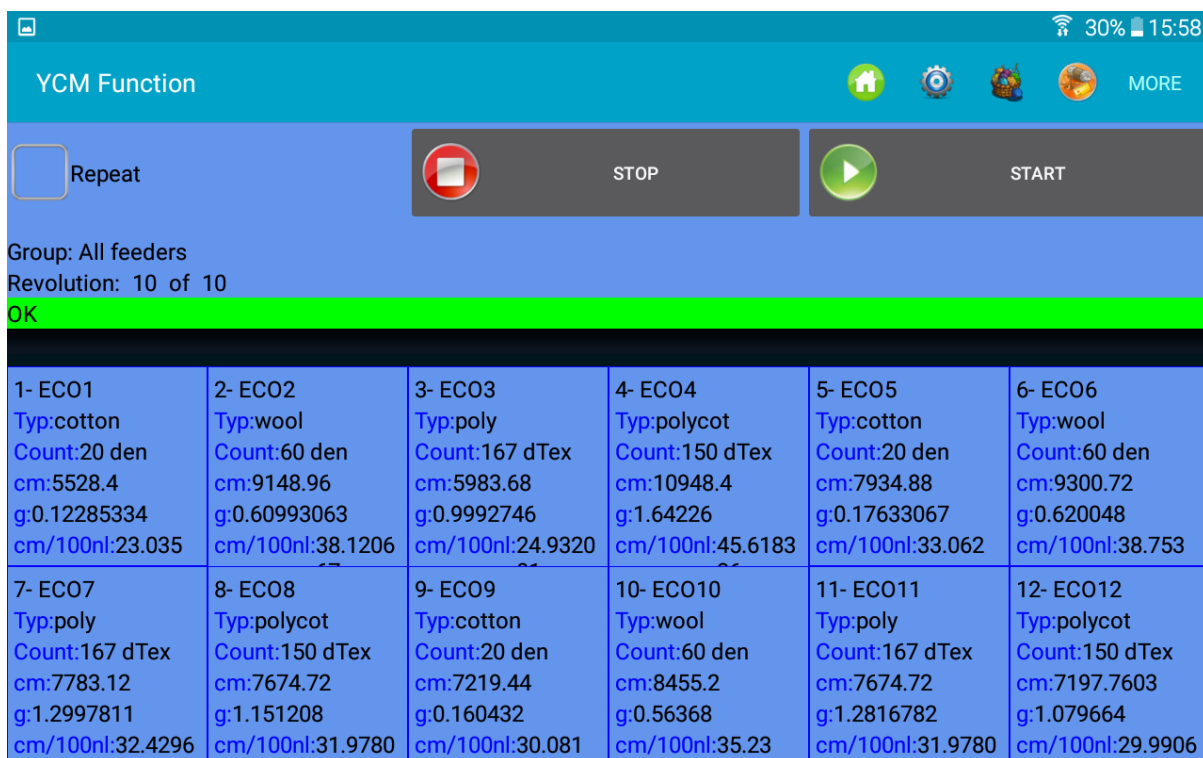 30% 15:58
YCM Function
MORE
Repeat
STOP
START
Group: All feeders
Revolution: 10 of 10
OK
1- ECO1
Typ:cotton
Count:20 den
cm:5528.4
g:0.12285334
cm/100nl:23.035
2- ECO2
Typ:wool
Count:60 den
cm:9148.96
g:0.60993063
cm/100nl:38.1206
3- ECO3
Typ:poly
Count:167 dTex
cm:5983.68
g:0.9992746
cm/100nl:24.9320
4- ECO4
Typ:polycot
Count:150 dTex
cm:10948.4
g:1.64226
cm/100nl:45.6183
5- ECO5
Typ:cotton
Count:20 den
cm:7934.88
g:0.17633067
cm/100nl:33.062
6- ECO6
Typ:wool
Count:60 den
cm:9300.72
g:0.620048
cm/100nl:38.753
7- ECO7
Typ:poly
Count:167 dTex
cm:7783.12
g:1.2997811
cm/100nl:32.4296
8- ECO8
Typ:polycot
Count:150 dTex
cm:7674.72
g:1.151208
cm/100nl:31.9780
9- ECO9
Typ:cotton
Count:20 den
cm:7219.44
g:0.160432
cm/100nl:30.081
10- ECO10
Typ:wool
Count:60 den
cm:8455.2
g:0.56368
cm/100nl:35.23
11- ECO11
Typ:poly
Count:167 dTex
cm:7674.72
g:1.2816782
cm/100nl:31.9780
12- ECO12
Typ:polycot
Count:150 dTex
cm:7197.7603
g:1.079664
cm/100nl:29.9906